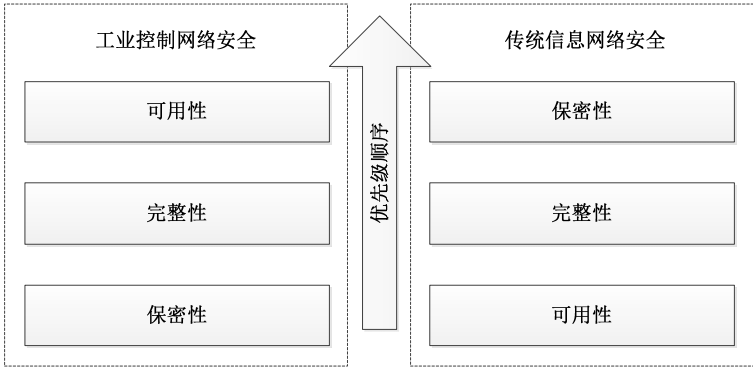 工业控制网络安全
可用性
完整性
保密性
优先级顺序
传统信息网络安全
保密性
完整性
可用性